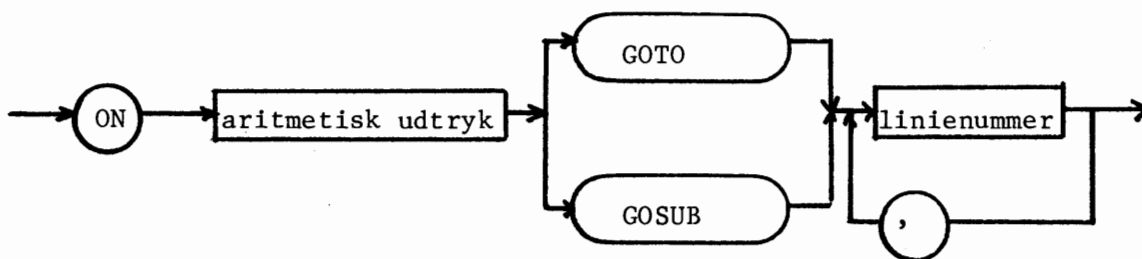 GOTO
ON
aritmetisk udtryk
linienummer
GOSUB
,